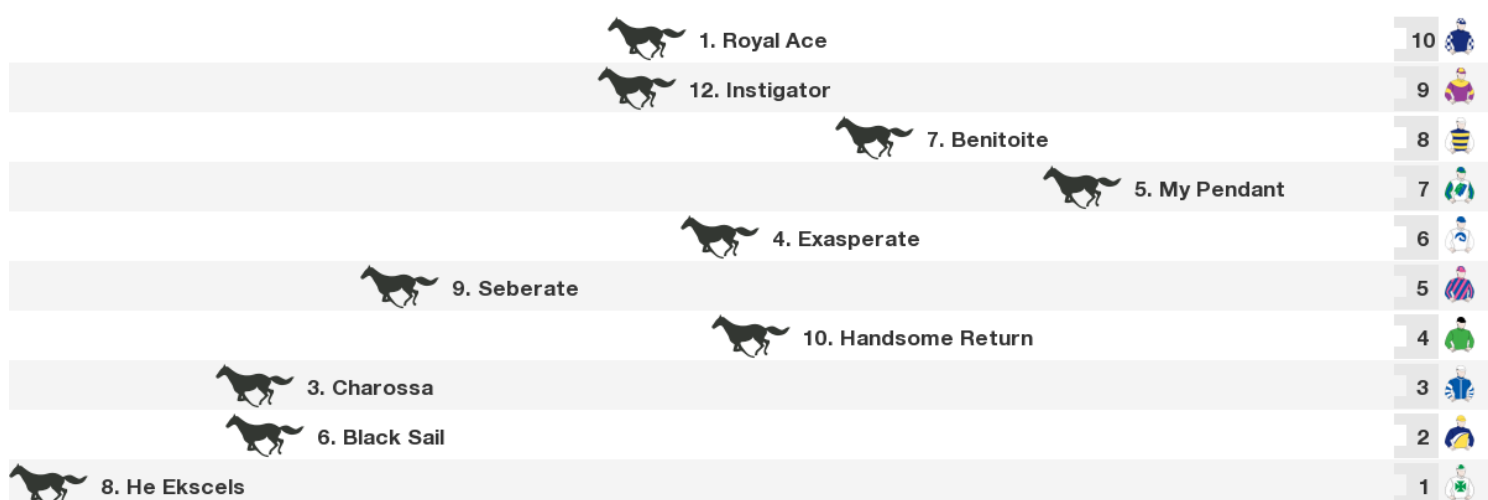 1. Royal Ace 10
12. Instigator 9
7. Benitoite 8
5. My Pendant 7
4. Exasperate 6
9. Seberate 5
10. Handsome Return 4
3. Charossa 3
6. Black Sail 2
8. He Ekscels 1